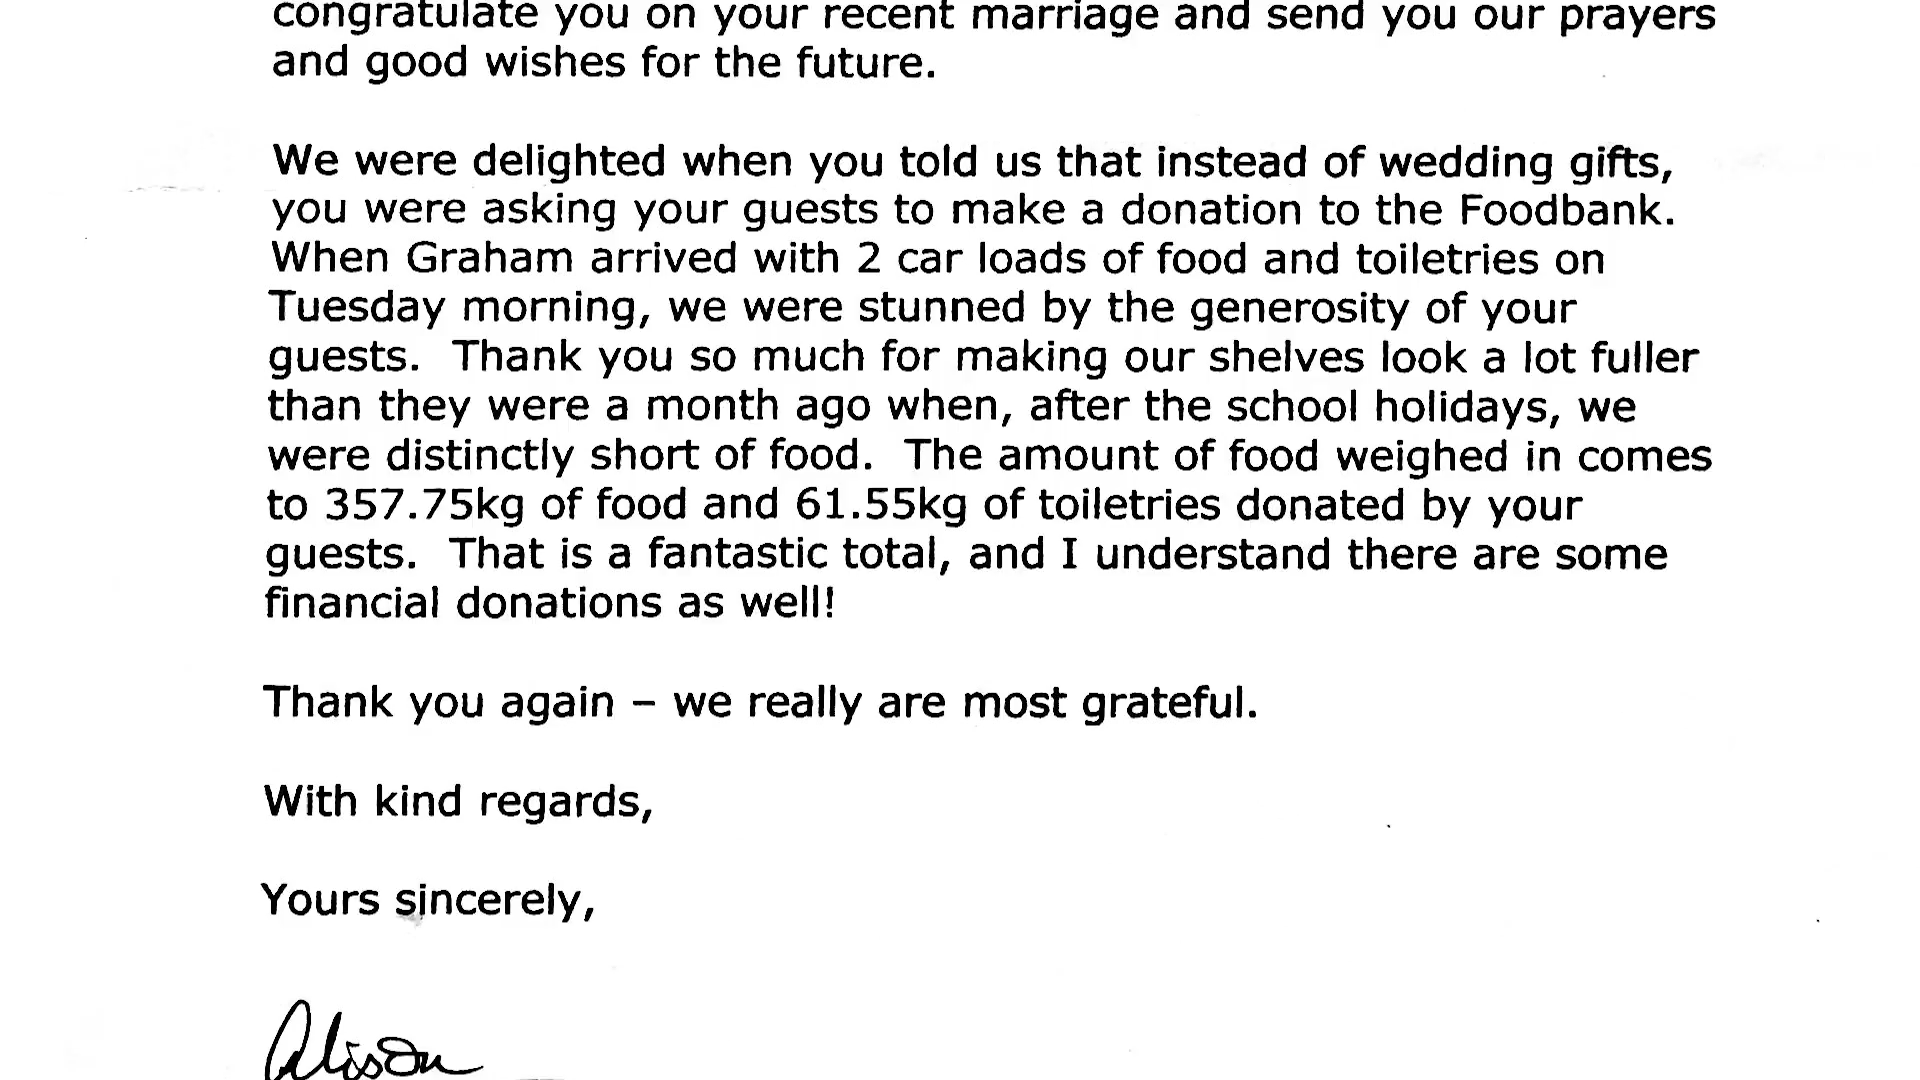 congratulate you on your recent marriage and send you our prayers
and good wishes for the future.
We were delighted when you told us that instead of wedding gifts,
you were asking your guests to make a donation to the Foodbank.
When Graham arrived with 2 car loads of food and toiletries on
Tuesday morning, we were stunned by the generosity of your
guests.  Thank you so much for making our shelves look a lot fuller
than they were a month ago when, after the school holidays, we
were distinctly short of food.  The amount of food weighed in comes
to 357.75kg of food and 61.55kg of toiletries donated by your
guests.  That is a fantastic total, and I understand there are some
financial donations as well!
Thank you again – we really are most grateful.
With kind regards,
Yours sincerely,
Alison